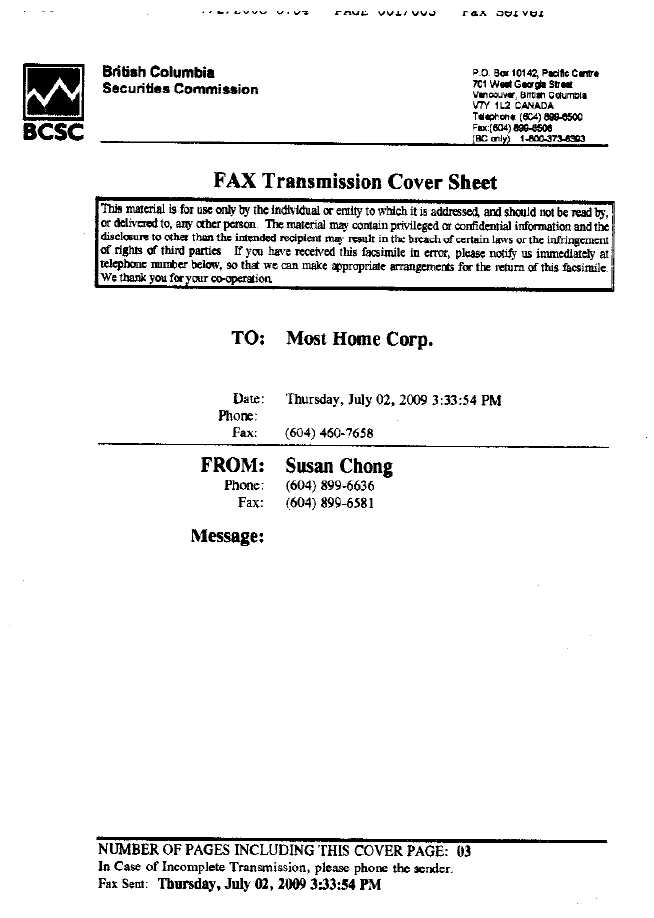 PAGE 001/003 Fax Server
British Columbia
Securities Commission
BCSC
P.O. Box 10142, Pacific Centre
701 West Georgia Street
Vancouver, British Columbia
V7Y 1L2 CANADA
Telephone: (604) 899-6500
Fax:(604) 899-6506
(BC only) 1-800-373-6393
FAX Transmission Cover Sheet
This material is for use only by the individual or entity to which it is addressed, and should not be read by,
or delivered to, any other person. The material may contain privileged or confidential information and the
disclosure to other than the intended recipient may result in the breach of certain laws or the infringement
of rights of third parties. If you have received this facsimile in error, please notify us immediately at
telephone number below, so that we can make appropriate arrangements for the return of this facsimile.
We thank you for your co-operation.
TO: Most Home Corp.
Date: Thursday, July 02, 2009 3:33:54 PM
Phone:
Fax: (604) 460-7658
FROM: Susan Chong
Phone: (604) 899-6636
Fax: (604) 899-6581
Message:
NUMBER OF PAGES INCLUDING THIS COVER PAGE: 03
In Case of Incomplete Transmission, please phone the sender.
Fax Sent: Thursday, July 02, 2009 3:33:54 PM